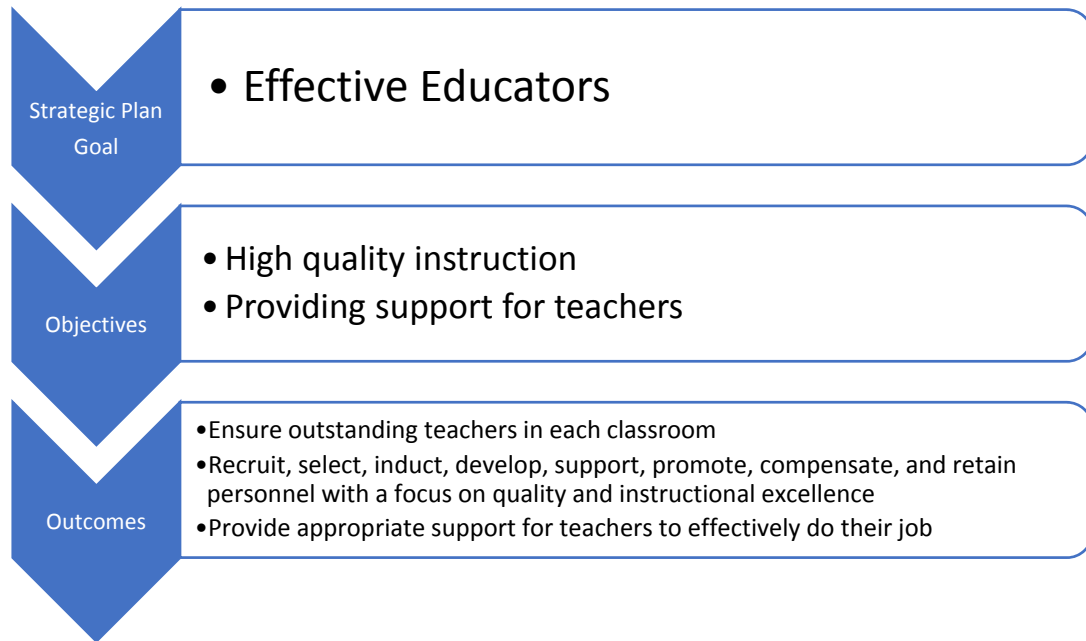 Strategic Plan
Goal
• Effective Educators
Objectives
• High quality instruction
• Providing support for teachers
Outcomes
•Ensure outstanding teachers in each classroom
•Recruit, select, induct, develop, support, promote, compensate, and retain
personnel with a focus on quality and instructional excellence
•Provide appropriate support for teachers to effectively do their job